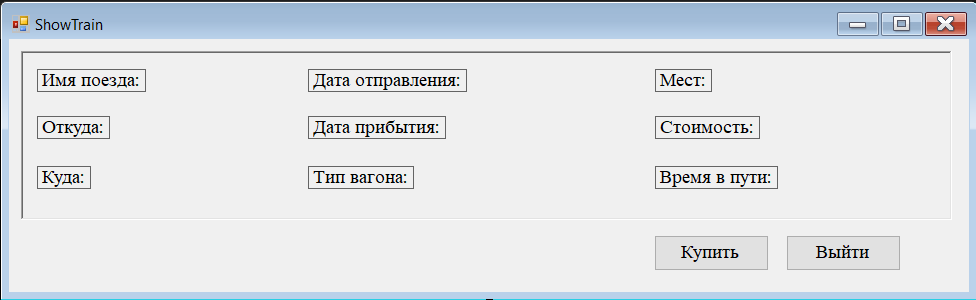 ShowTrain
Имя поезда: Дата отправления: Мест:
Откуда: Дата прибытия: Стоимость:
Куда: Тип вагона: Время в пути:
Купить Выйти